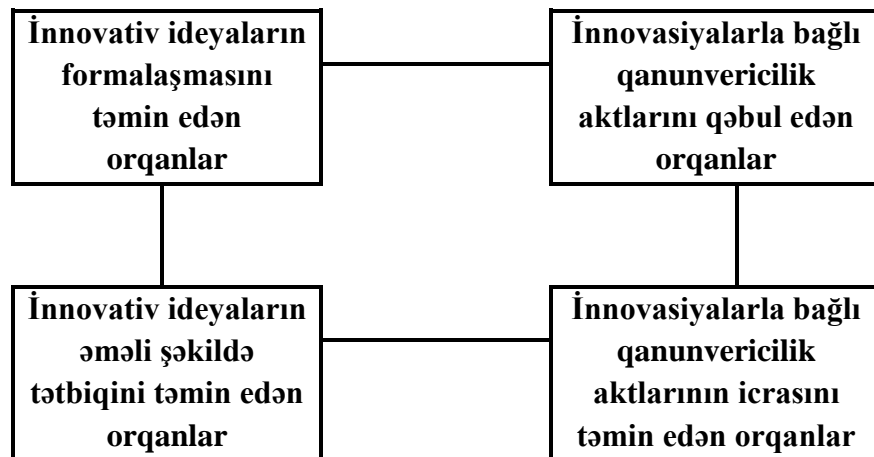 İnnovativ ideyaların
formalaşmasını
təmin edən
orqanlar
İnnovasiyalarla bağlı
qanunvericilik
aktlarını qəbul edən
orqanlar
İnnovativ ideyaların
əməli şəkildə
tətbiqini təmin edən
orqanlar
İnnovasiyalarla bağlı
qanunvericilik
aktlarının icrasını
təmin edən orqanlar